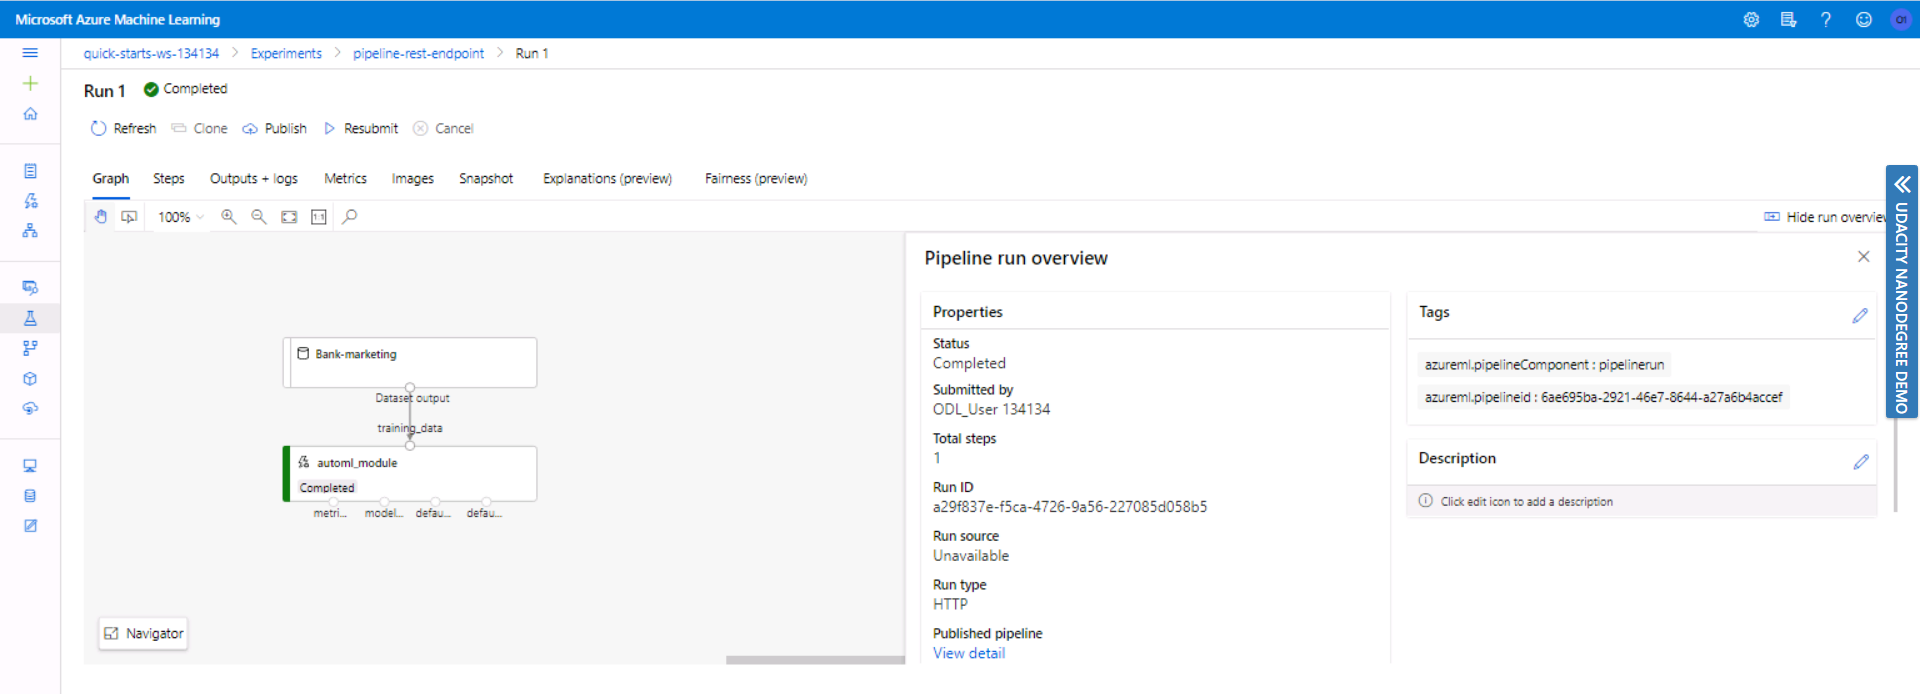 Microsoft Azure Machine Learning
quick-starts-ws-134134 > Experiments > pipeline-rest-endpoint > Run 1
Run 1 Completed
Refresh Clone Publish Resubmit Cancel
Graph Steps Outputs + logs Metrics Images Snapshot Explanations (preview) Fairness (preview)
100% 1:1 Hide run overview
Bank-marketing
Dataset output
training_data
automl_module
Completed
metri... model... defau... defau...
Navigator
Pipeline run overview
Properties
Status
Completed
Submitted by
ODL_User 134134
Total steps
1
Run ID
a29f837e-f5ca-4726-9a56-227085d058b5
Run source
Unavailable
Run type
HTTP
Published pipeline
View detail
Tags
azureml.pipelineComponent : pipelinerun
azureml.pipelineid : 6ae695ba-2921-46e7-8644-a27a6b4accef
Description
Click edit icon to add a description
UDACITY NANODEGREE DEMO